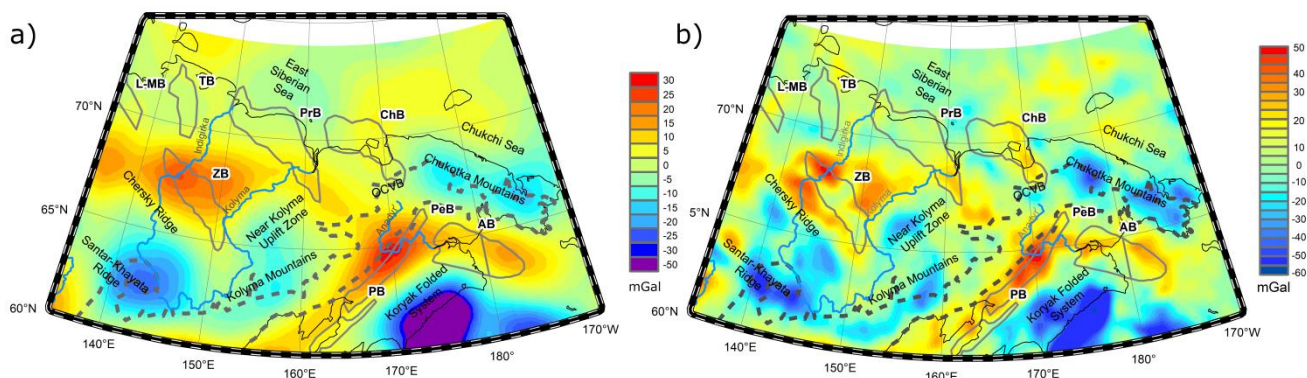 a)
L-MB
TB
East
Siberian
Sea
PrB
ChB
Chukchi Sea
Indigirka
70°N
ZB
Chukotka Mountains
OCVB
Chersky Ridge
Kolyma
Near Kolyma
Uplift Zone
Anadyr
PeB
AB
65°N
Santar-Khayata
Ridge
Kolyma Mountains
PB
Koryak Folded
System
60°N
140°E
150°E
160°E
170°E
180°
170°W
30
25
20
15
10
5
0
-5
-10
-15
-20
-30
-50
mGal
b)
L-MB
TB
East
Siberian
Sea
PrB
ChB
Chukchi Sea
Indigirka
70°N
ZB
Chukotka Mountains
OCVB
Chersky Ridge
Kolyma
Near Kolyma
Uplift Zone
Anadyr
PeB
AB
5°N
Santar-Khayata
Ridge
Kolyma Mountains
PB
Koryak Folded
System
60°N
140°E
150°E
160°E
170°E
180°
170°W
50
40
30
20
10
0
-10
-20
-30
-40
-50
-60
mGal